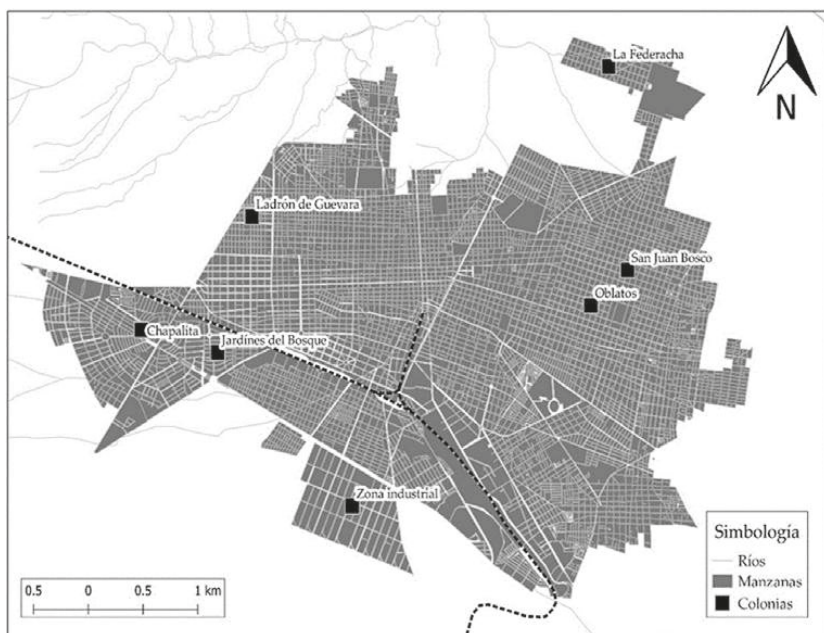 La Federacha
N
Ladrón de Guevara
San Juan Bosco
Oblatos
Chapalita
Jardínes del Bosque
Zona industrial
Simbología
Ríos
Manzanas
Colonias
0.5 0 0.5 1 km